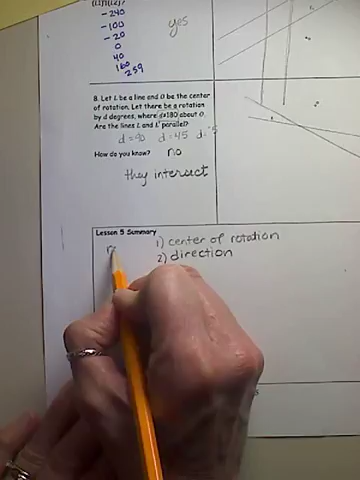 -240
-100
-20
0
40
160
259
yes
8. Let L be a line and O be the center
of rotation. Let there be a rotation
by d degrees, where d≠180 about O.
Are the lines L and L' parallel?
d=90 d=45
How do you know? no
they intersect
Lesson 5 Summary
1) center of rotation
2) direction